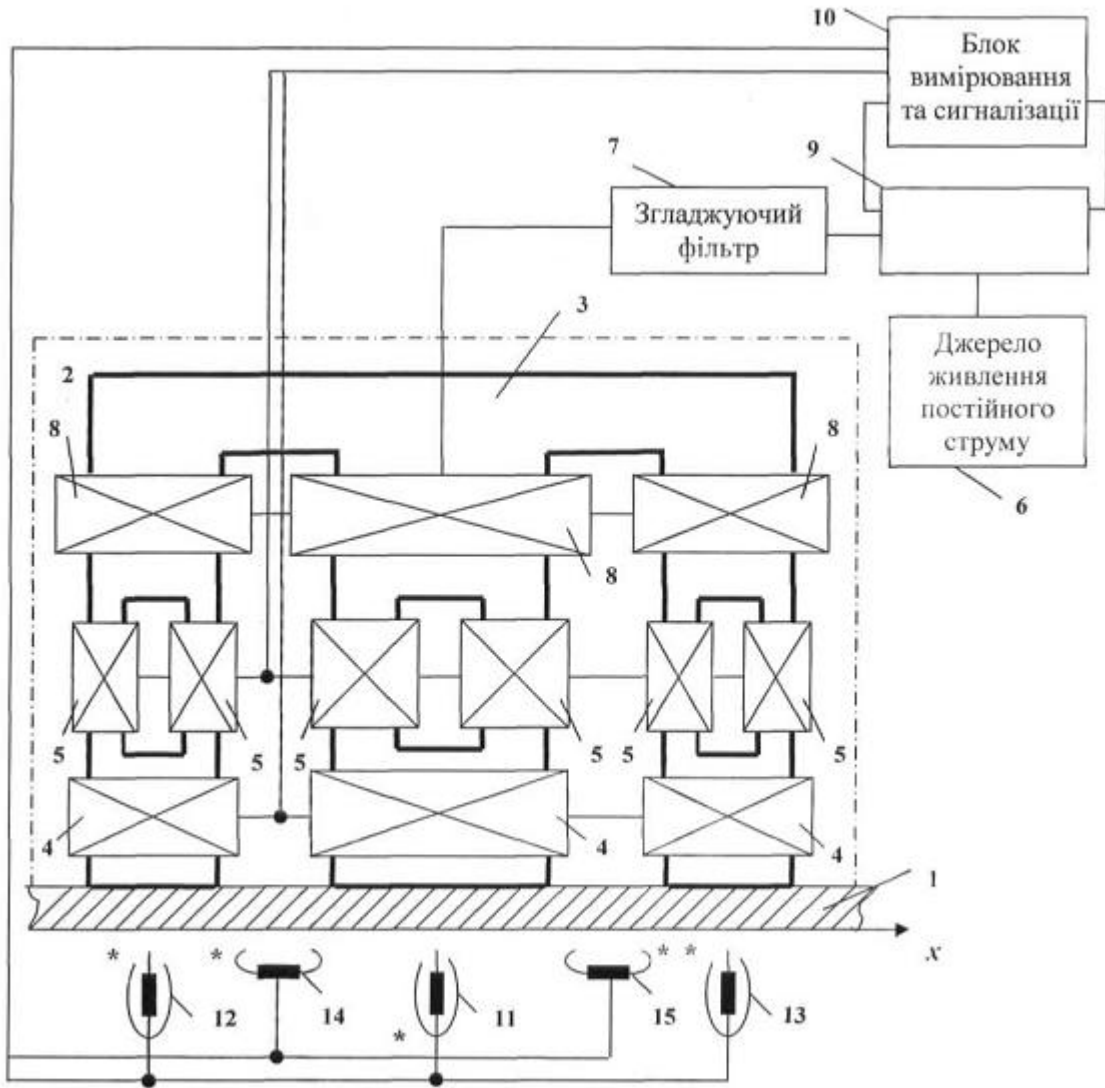 10
Блок
вимірювання
та сигналізації
7
9
Згладжуючий
фільтр
3
Джерело
живлення
постійного
струму
2
8
8
6
8
5
5
5
5
5
5
4
4
4
1
x
*
*
* *
12
14
11
15
13
*